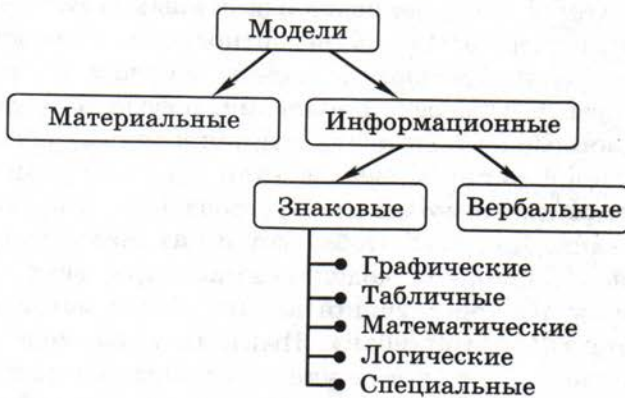 Модели
Материальные
Информационные
Знаковые
Вербальные
Графические
Табличные
Математические
Логические
Специальные